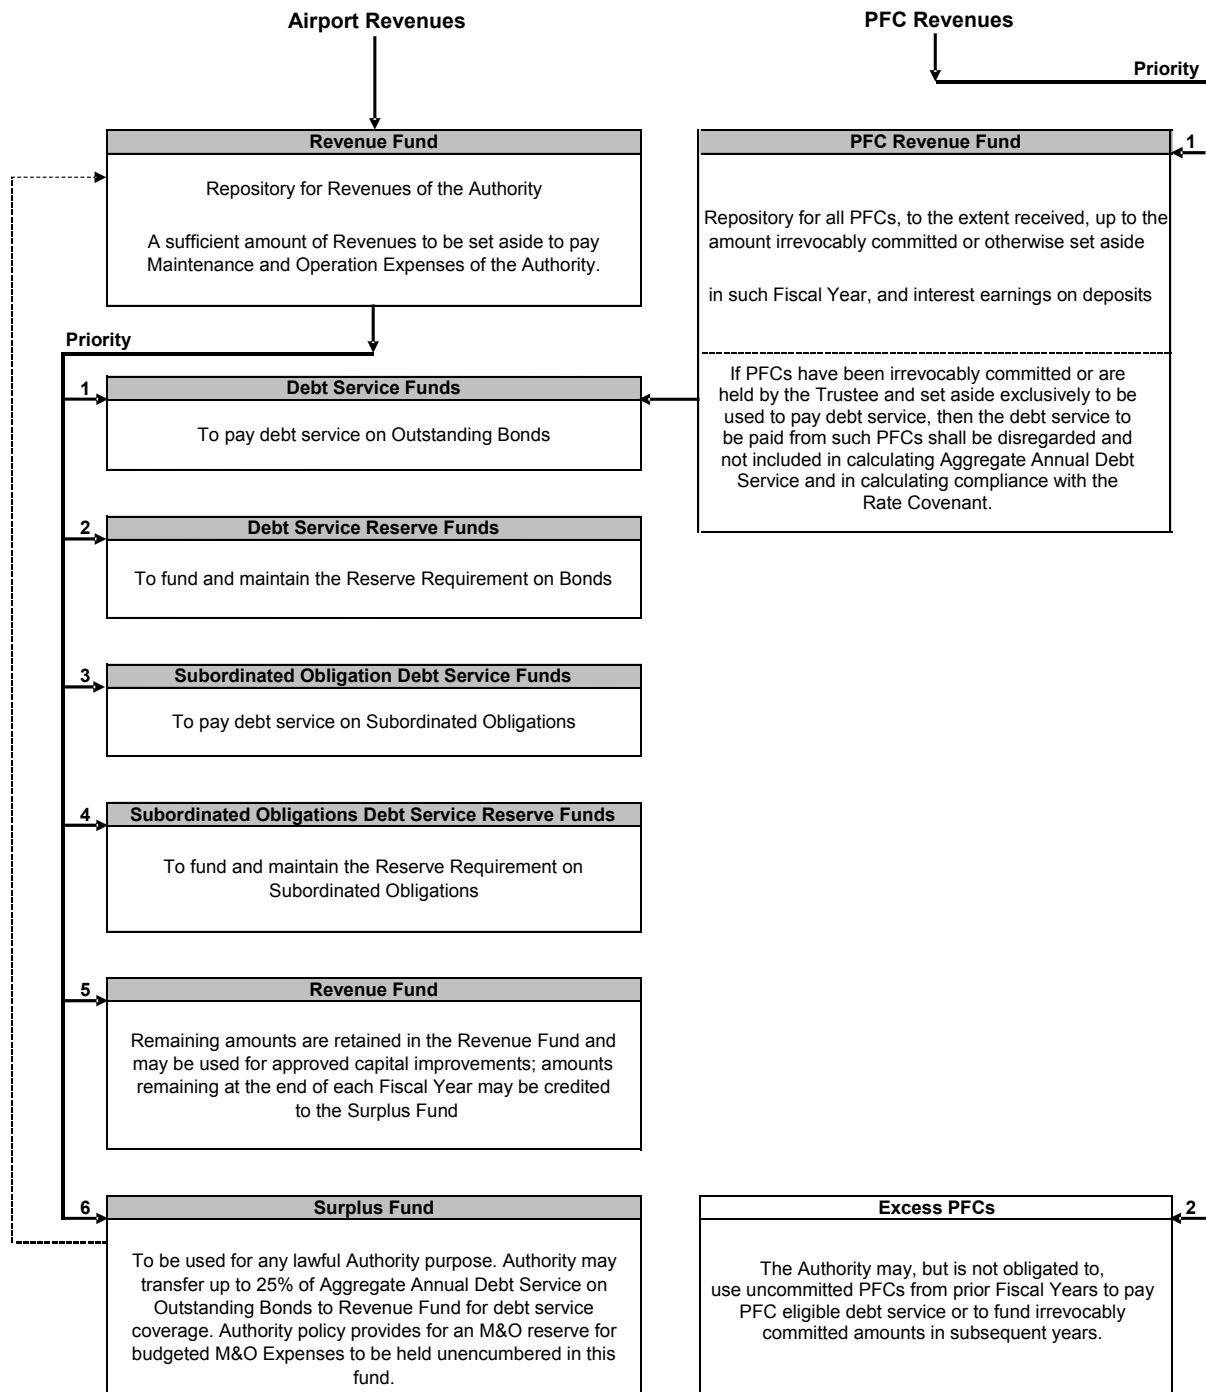 Airport Revenues
PFC Revenues
Priority
Revenue Fund
Repository for Revenues of the Authority
A sufficient amount of Revenues to be set aside to pay
Maintenance and Operation Expenses of the Authority.
PFC Revenue Fund
1
Repository for all PFCs, to the extent received, up to the
amount irrevocably committed or otherwise set aside
in such Fiscal Year, and interest earnings on deposits
If PFCs have been irrevocably committed or are
held by the Trustee and set aside exclusively to be
used to pay debt service, then the debt service to
be paid from such PFCs shall be disregarded and
not included in calculating Aggregate Annual Debt
Service and in calculating compliance with the
Rate Covenant.
Priority
1
Debt Service Funds
To pay debt service on Outstanding Bonds
2
Debt Service Reserve Funds
To fund and maintain the Reserve Requirement on Bonds
3
Subordinated Obligation Debt Service Funds
To pay debt service on Subordinated Obligations
4
Subordinated Obligations Debt Service Reserve Funds
To fund and maintain the Reserve Requirement on
Subordinated Obligations
5
Revenue Fund
Remaining amounts are retained in the Revenue Fund and
may be used for approved capital improvements; amounts
remaining at the end of each Fiscal Year may be credited
to the Surplus Fund
6
Surplus Fund
To be used for any lawful Authority purpose. Authority may
transfer up to 25% of Aggregate Annual Debt Service on
Outstanding Bonds to Revenue Fund for debt service
coverage. Authority policy provides for an M&O reserve for
budgeted M&O Expenses to be held unencumbered in this
fund.
Excess PFCs
2
The Authority may, but is not obligated to,
use uncommitted PFCs from prior Fiscal Years to pay
PFC eligible debt service or to fund irrevocably
committed amounts in subsequent years.